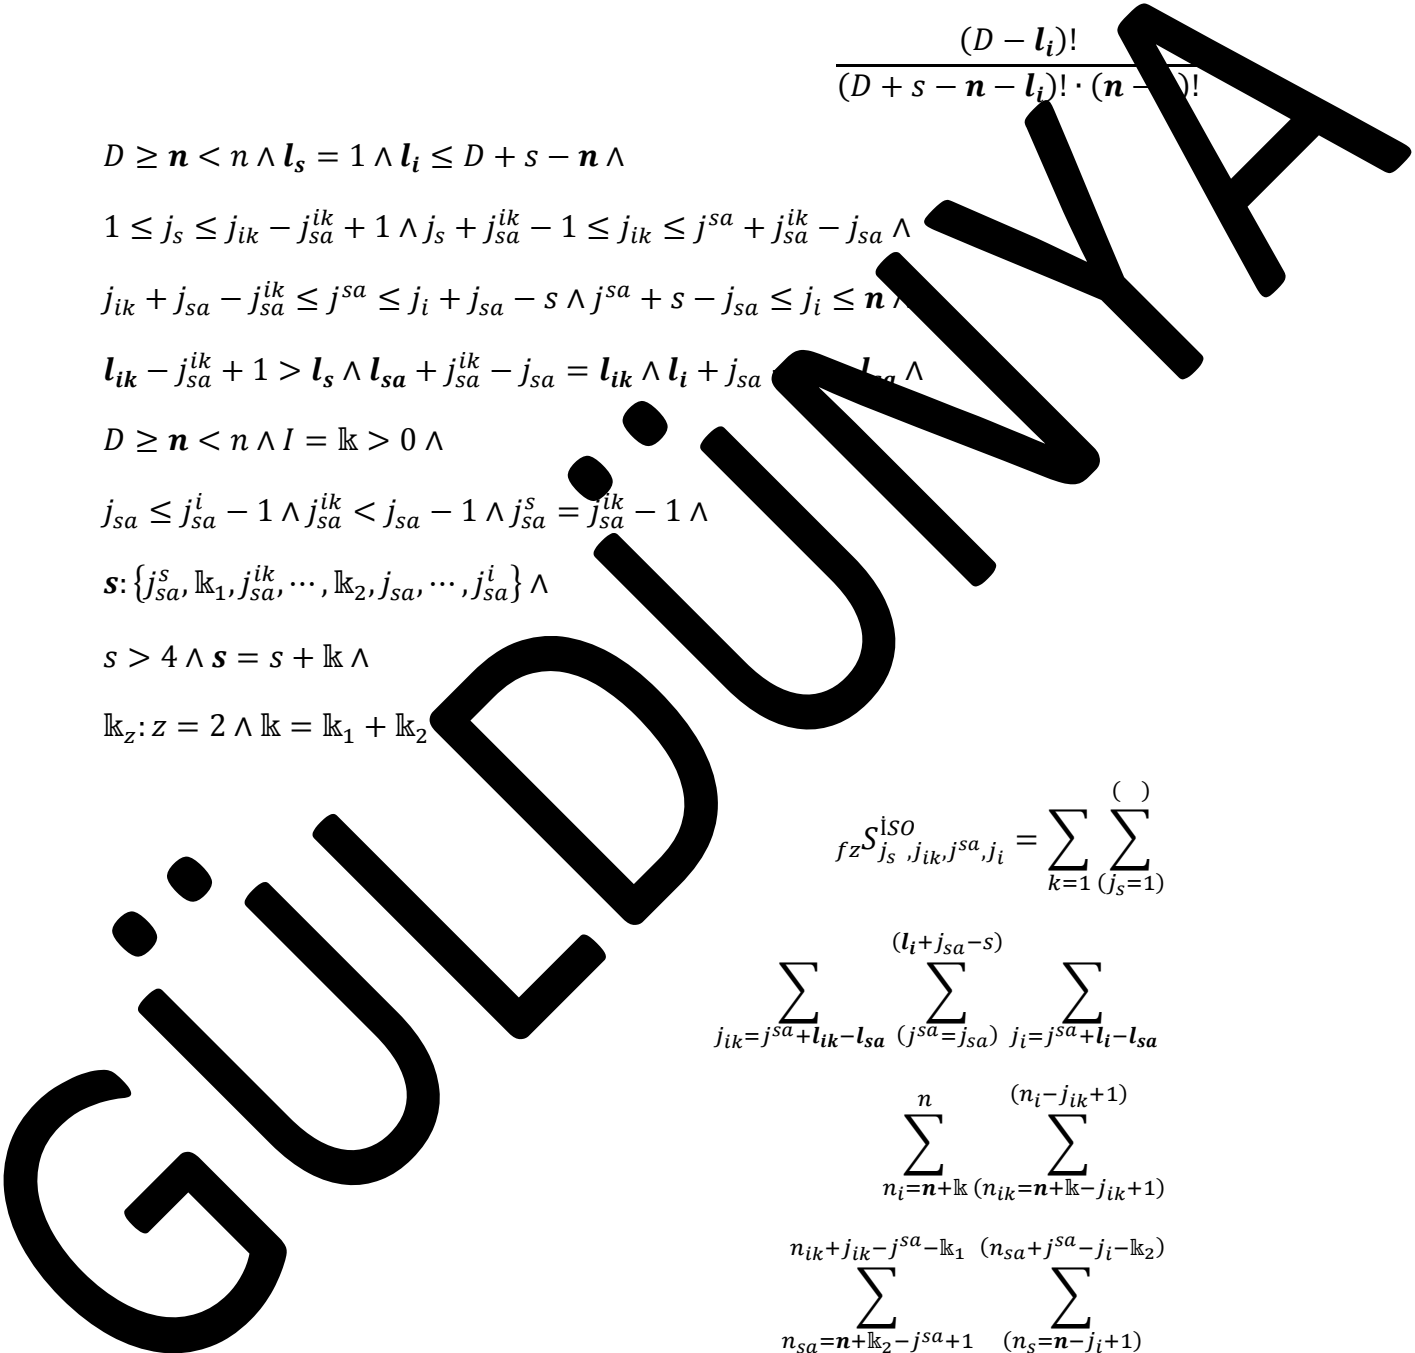 (D − l_i)!
(D + s − n − l_i)! · (n − )!
D ≥ n < n ∧ l_s = 1 ∧ l_i ≤ D + s − n ∧
1 ≤ j_s ≤ j_ik − j_sa^ik + 1 ∧ j_s + j_sa^ik − 1 ≤ j_ik ≤ j^sa + j_sa^ik − j_sa ∧
j_ik + j_sa − j_sa^ik ≤ j^sa ≤ j_i + j_sa − s ∧ j^sa + s − j_sa ≤ j_i ≤ n ∧
l_ik − j_sa^ik + 1 > l_s ∧ l_sa + j_sa^ik − j_sa = l_ik ∧ l_i + j_sa l_sa ∧
D ≥ n < n ∧ I = 𝕜 > 0 ∧
j_sa ≤ j_sa^i − 1 ∧ j_sa^ik < j_sa − 1 ∧ j_sa^s = j_sa^ik − 1 ∧
s: {j_sa^s, 𝕜_1, j_sa^ik, ⋯, 𝕜_2, j_sa, ⋯, j_sa^i} ∧
s > 4 ∧ s = s + 𝕜 ∧
𝕜_z: z = 2 ∧ 𝕜 = 𝕜_1 + 𝕜_2
( )
fz S^İSO_j_s ,j_ik,j^sa,j_i = ∑ ∑
k=1 (j_s=1)
(l_i+j_sa−s)
∑ ∑ ∑
j_ik=j^sa+l_ik−l_sa (j^sa=j_sa) j_i=j^sa+l_i−l_sa
n (n_i−j_ik+1)
∑ ∑
n_i=n+𝕜 (n_ik=n+𝕜−j_ik+1)
n_ik+j_ik−j^sa−𝕜_1 (n_sa+j^sa−j_i−𝕜_2)
∑ ∑
n_sa=n+𝕜_2−j^sa+1 (n_s=n−j_i+1)
GÜLDÜNYA